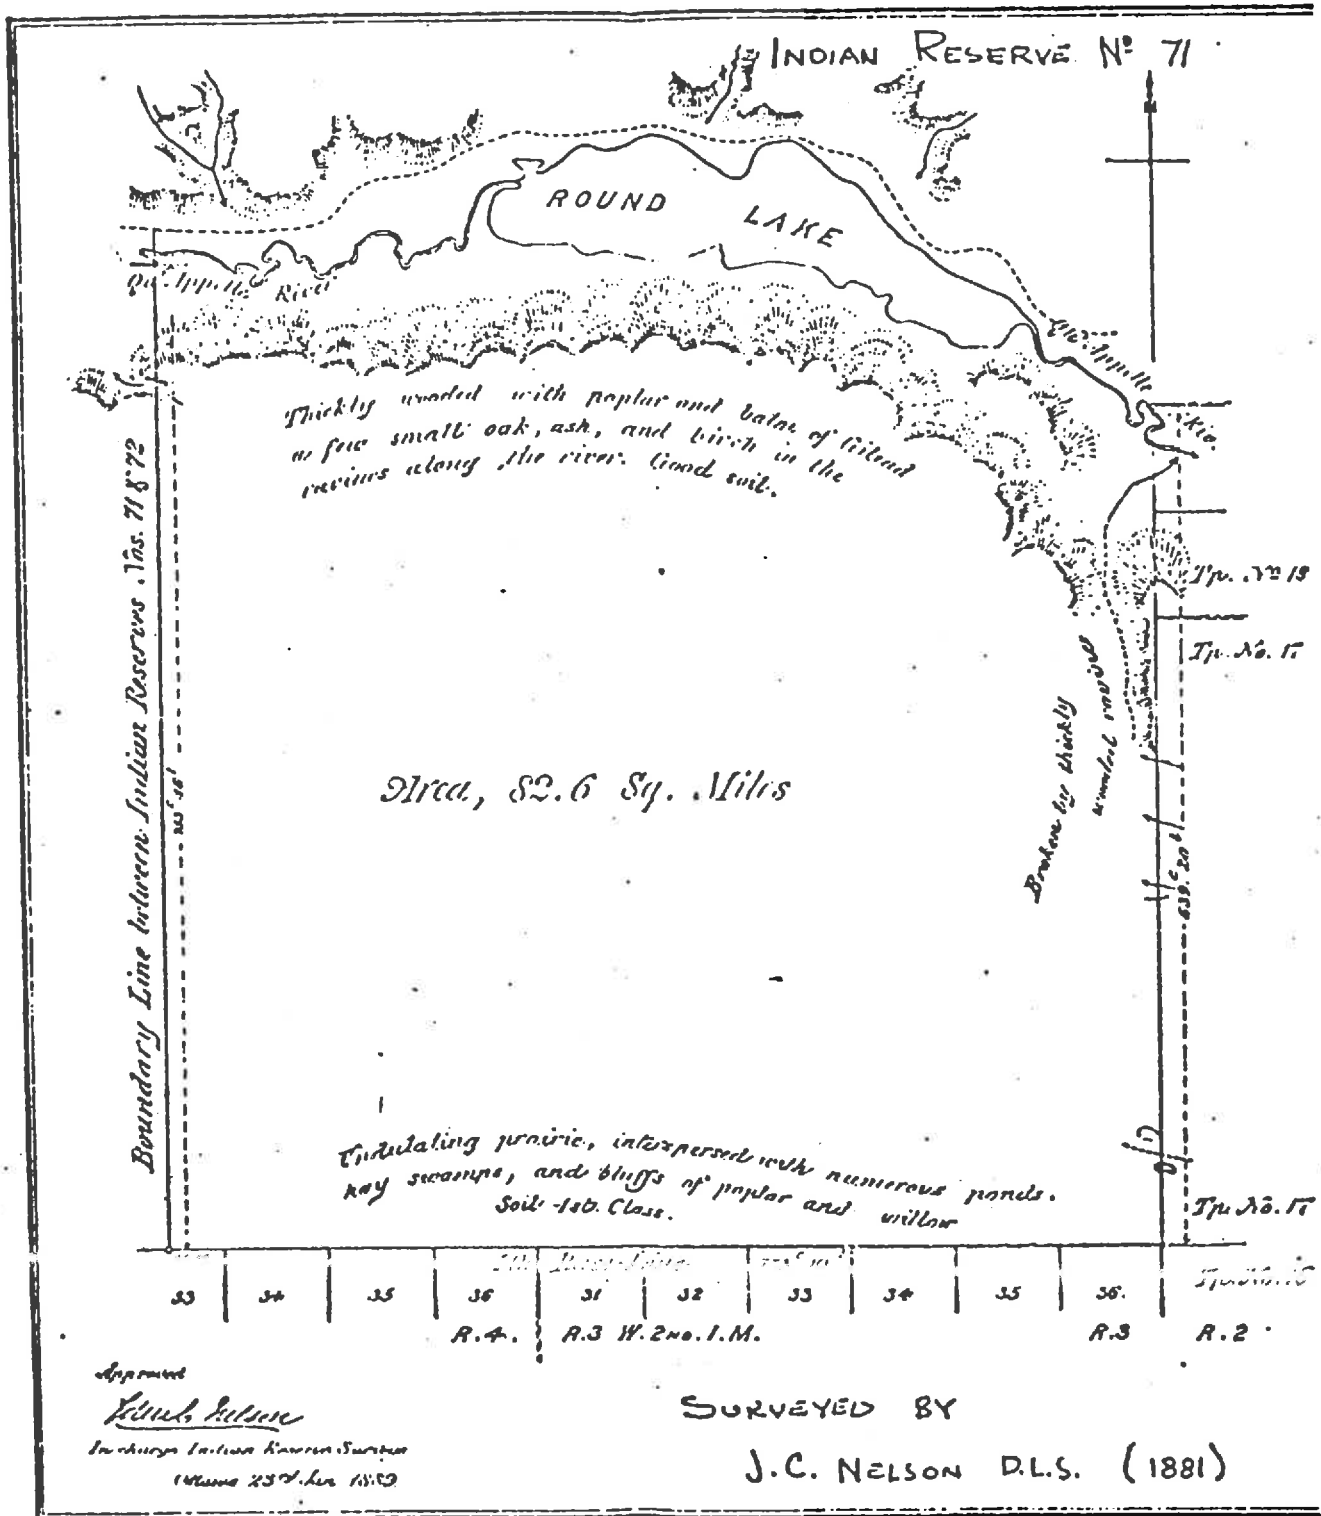 INDIAN RESERVE Nº 71
ROUND LAKE
Qu'Appelle River
Qu'Appelle
Riv.
Thickly wooded with poplar and balm of Gilead
a few small oak, ash, and birch in the
ravines along the river. Good soil.
Boundary Line between Indian Reserves Nos. 71 & 72
Tp. Nº 18
Tp. No. 17
Broken by thickly
wooded ravines
Area, 82.6 Sq. Miles
639.c 20l
Undulating prairie, interspersed with numerous ponds.
hay swamps, and bluffs of poplar and willow
Soil 1st. Class.
Tp. No. 17
33 34 35 36 31 32 33 34 35 36.
R.4. R.3 W. 2ND. I.M. R.3 R.2
Approved
In charge Indian Reserve Surveys
SURVEYED BY
J.C. NELSON D.L.S. (1881)